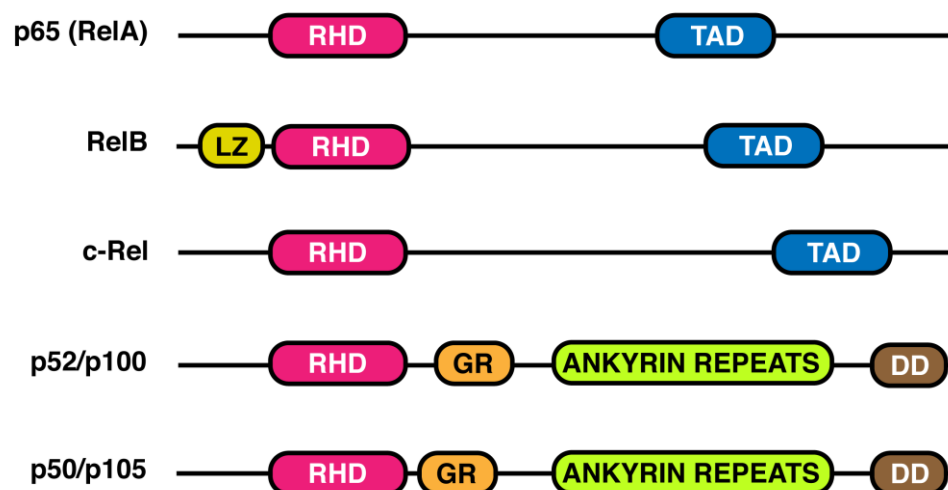 p65 (RelA) RHD TAD
RelB LZ RHD TAD
c-Rel RHD TAD
p52/p100 RHD GR ANKYRIN REPEATS DD
p50/p105 RHD GR ANKYRIN REPEATS DD